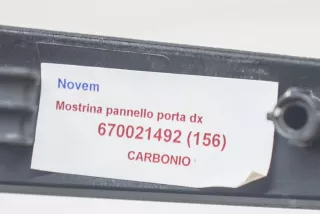 Novem
Mostrina pannello porta dx
670021492 (156)
CARBONIO